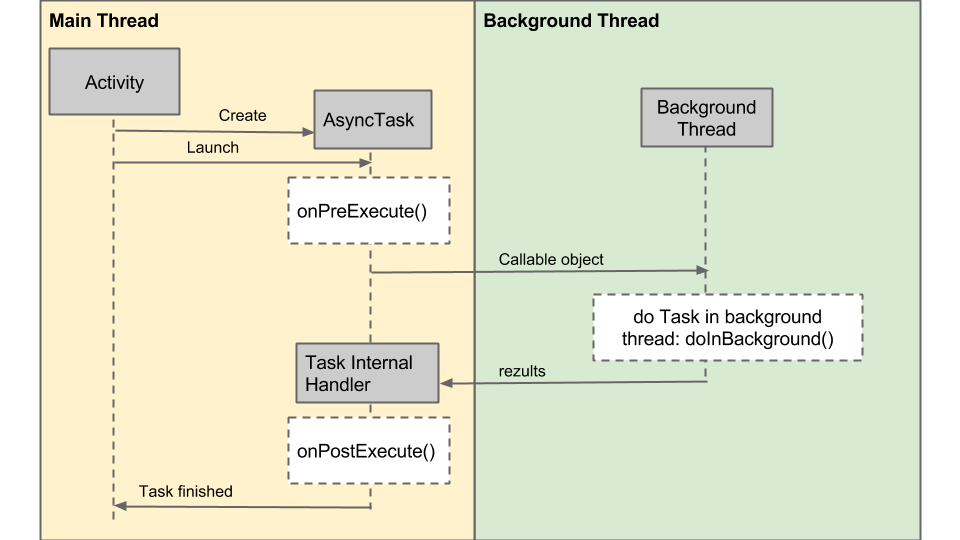 Main Thread
Background Thread
Activity
Create
AsyncTask
Background
Thread
Launch
onPreExecute()
Callable object
do Task in background
thread: doInBackground()
Task Internal
Handler
rezults
onPostExecute()
Task finished